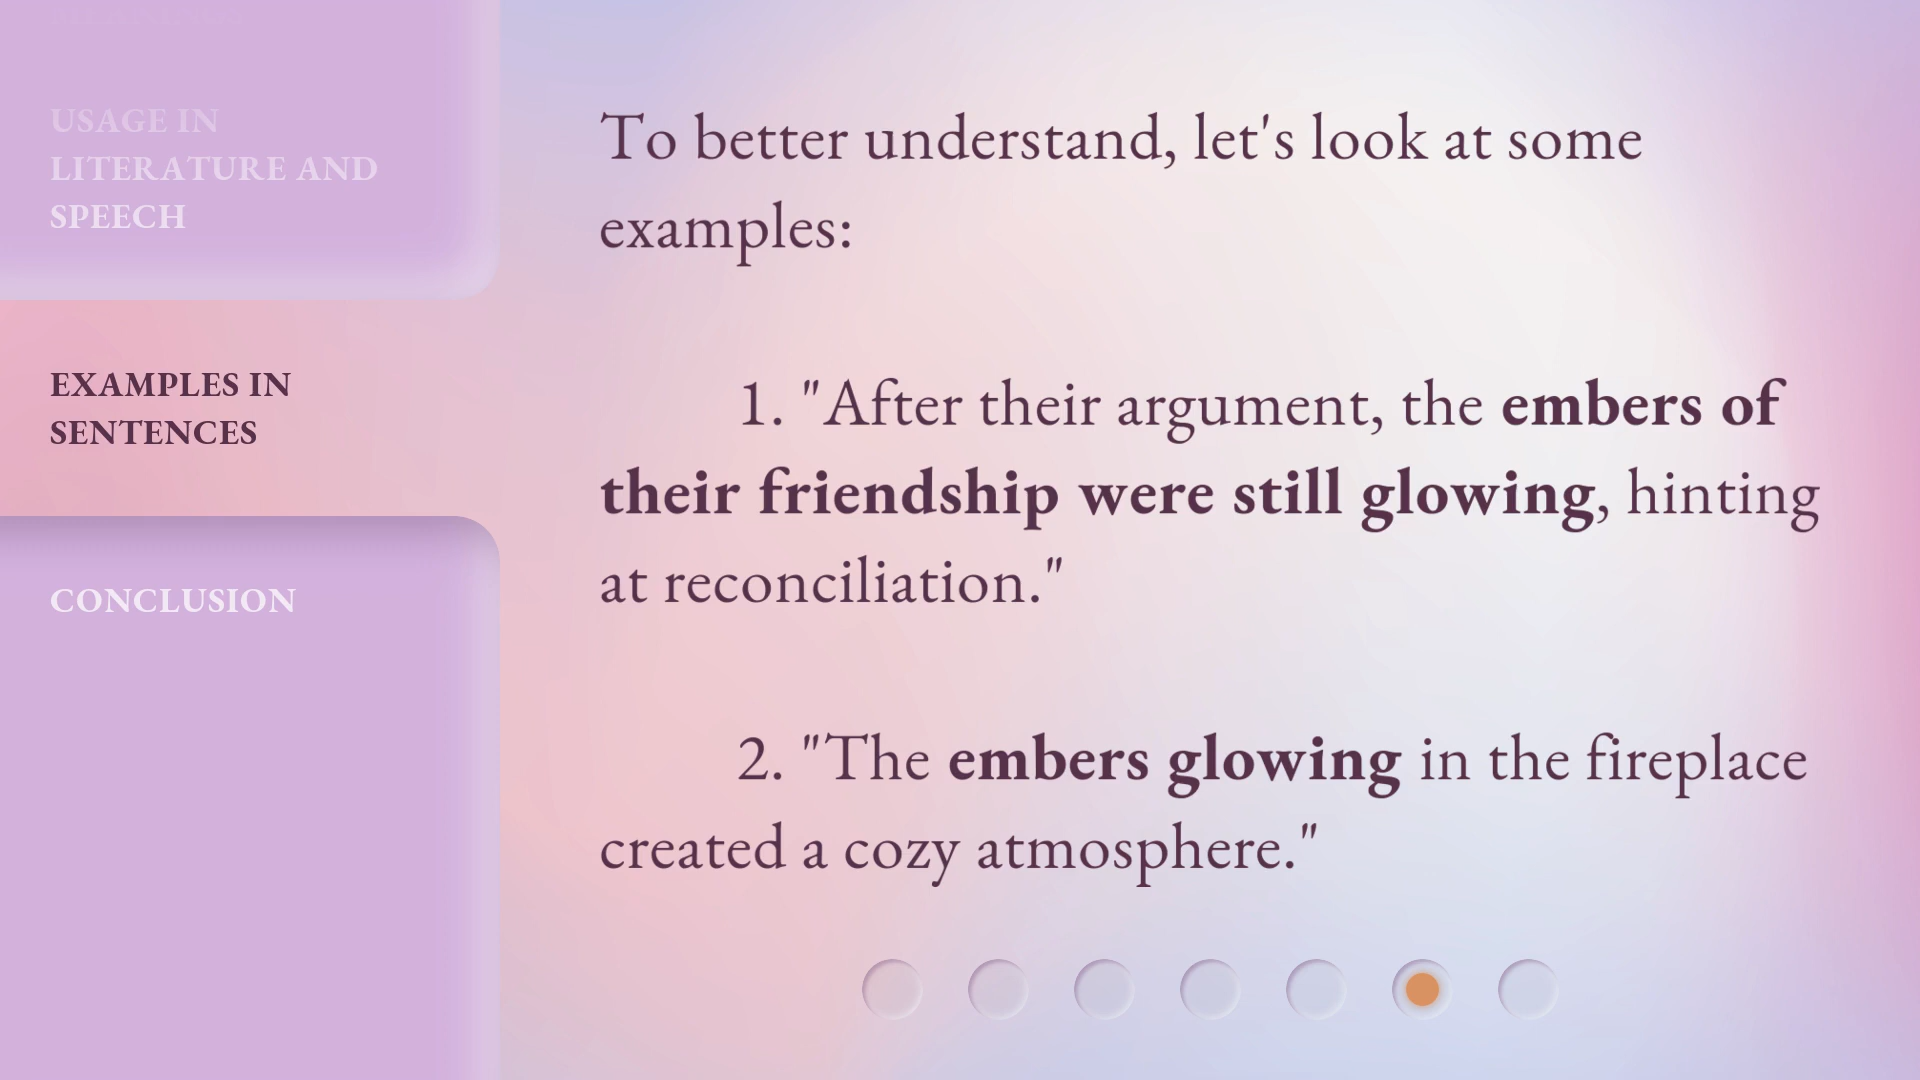 USAGE IN
LITERATURE AND
SPEECH
EXAMPLES IN
SENTENCES
CONCLUSION
To better understand, let's look at some
examples:
1. "After their argument, the embers of
their friendship were still glowing, hinting
at reconciliation."
2. "The embers glowing in the fireplace
created a cozy atmosphere."